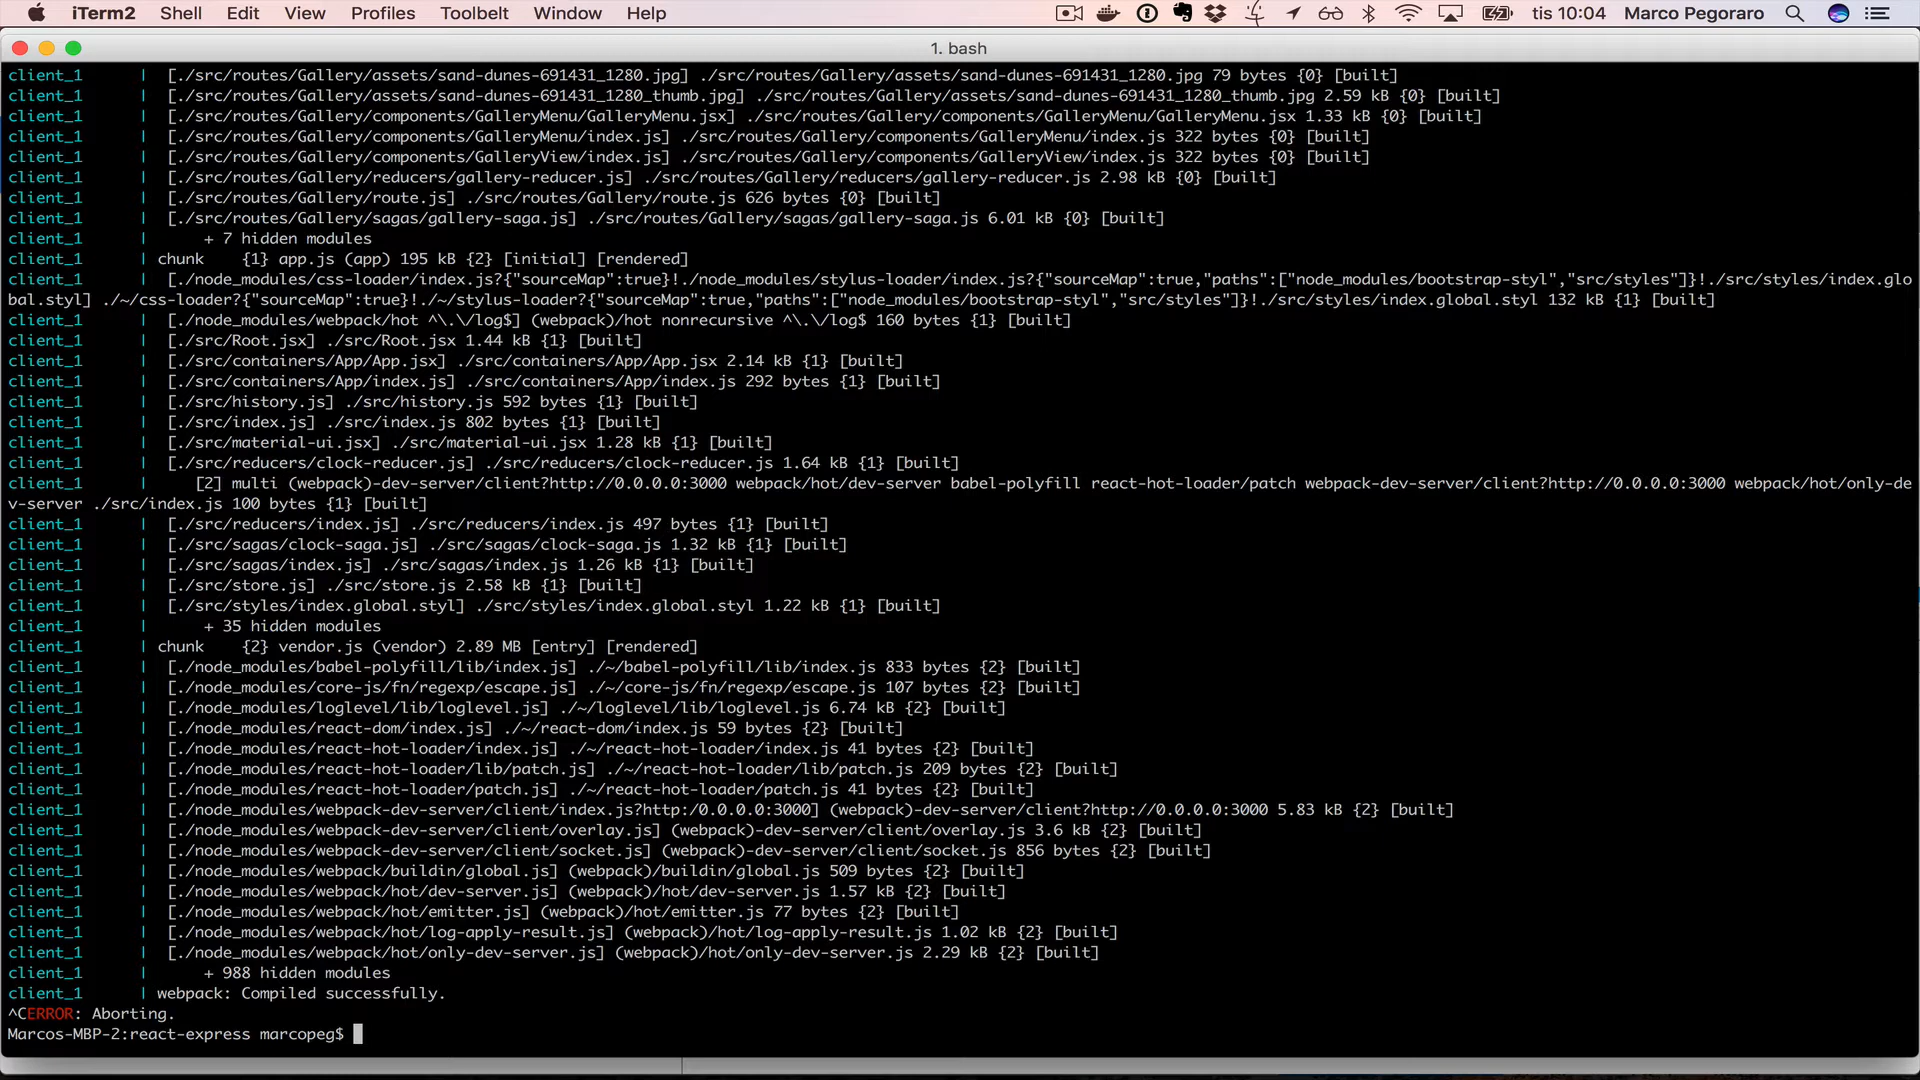 iTerm2 Shell Edit View Profiles Toolbelt Window Help tis 10:04 Marco Pegoraro
1. bash
client_1 | [./src/routes/Gallery/assets/sand-dunes-691431_1280.jpg] ./src/routes/Gallery/assets/sand-dunes-691431_1280.jpg 79 bytes {0} [built]
client_1 | [./src/routes/Gallery/assets/sand-dunes-691431_1280_thumb.jpg] ./src/routes/Gallery/assets/sand-dunes-691431_1280_thumb.jpg 2.59 kB {0} [built]
client_1 | [./src/routes/Gallery/components/GalleryMenu/GalleryMenu.jsx] ./src/routes/Gallery/components/GalleryMenu/GalleryMenu.jsx 1.33 kB {0} [built]
client_1 | [./src/routes/Gallery/components/GalleryMenu/index.js] ./src/routes/Gallery/components/GalleryMenu/index.js 322 bytes {0} [built]
client_1 | [./src/routes/Gallery/components/GalleryView/index.js] ./src/routes/Gallery/components/GalleryView/index.js 322 bytes {0} [built]
client_1 | [./src/routes/Gallery/reducers/gallery-reducer.js] ./src/routes/Gallery/reducers/gallery-reducer.js 2.98 kB {0} [built]
client_1 | [./src/routes/Gallery/route.js] ./src/routes/Gallery/route.js 626 bytes {0} [built]
client_1 | [./src/routes/Gallery/sagas/gallery-saga.js] ./src/routes/Gallery/sagas/gallery-saga.js 6.01 kB {0} [built]
client_1 | + 7 hidden modules
client_1 | chunk {1} app.js (app) 195 kB {2} [initial] [rendered]
client_1 | [./node_modules/css-loader/index.js?{"sourceMap":true}!./node_modules/stylus-loader/index.js?{"sourceMap":true,"paths":["node_modules/bootstrap-styl","src/styles"]}!./src/styles/index.glo
bal.styl] ./~/css-loader?{"sourceMap":true}!./~/stylus-loader?{"sourceMap":true,"paths":["node_modules/bootstrap-styl","src/styles"]}!./src/styles/index.global.styl 132 kB {1} [built]
client_1 | [./node_modules/webpack/hot ^\.\/log$] (webpack)/hot nonrecursive ^\.\/log$ 160 bytes {1} [built]
client_1 | [./src/Root.jsx] ./src/Root.jsx 1.44 kB {1} [built]
client_1 | [./src/containers/App/App.jsx] ./src/containers/App/App.jsx 2.14 kB {1} [built]
client_1 | [./src/containers/App/index.js] ./src/containers/App/index.js 292 bytes {1} [built]
client_1 | [./src/history.js] ./src/history.js 592 bytes {1} [built]
client_1 | [./src/index.js] ./src/index.js 802 bytes {1} [built]
client_1 | [./src/material-ui.jsx] ./src/material-ui.jsx 1.28 kB {1} [built]
client_1 | [./src/reducers/clock-reducer.js] ./src/reducers/clock-reducer.js 1.64 kB {1} [built]
client_1 | [2] multi (webpack)-dev-server/client?http://0.0.0.0:3000 webpack/hot/dev-server babel-polyfill react-hot-loader/patch webpack-dev-server/client?http://0.0.0.0:3000 webpack/hot/only-de
v-server ./src/index.js 100 bytes {1} [built]
client_1 | [./src/reducers/index.js] ./src/reducers/index.js 497 bytes {1} [built]
client_1 | [./src/sagas/clock-saga.js] ./src/sagas/clock-saga.js 1.32 kB {1} [built]
client_1 | [./src/sagas/index.js] ./src/sagas/index.js 1.26 kB {1} [built]
client_1 | [./src/store.js] ./src/store.js 2.58 kB {1} [built]
client_1 | [./src/styles/index.global.styl] ./src/styles/index.global.styl 1.22 kB {1} [built]
client_1 | + 35 hidden modules
client_1 | chunk {2} vendor.js (vendor) 2.89 MB [entry] [rendered]
client_1 | [./node_modules/babel-polyfill/lib/index.js] ./~/babel-polyfill/lib/index.js 833 bytes {2} [built]
client_1 | [./node_modules/core-js/fn/regexp/escape.js] ./~/core-js/fn/regexp/escape.js 107 bytes {2} [built]
client_1 | [./node_modules/loglevel/lib/loglevel.js] ./~/loglevel/lib/loglevel.js 6.74 kB {2} [built]
client_1 | [./node_modules/react-dom/index.js] ./~/react-dom/index.js 59 bytes {2} [built]
client_1 | [./node_modules/react-hot-loader/index.js] ./~/react-hot-loader/index.js 41 bytes {2} [built]
client_1 | [./node_modules/react-hot-loader/lib/patch.js] ./~/react-hot-loader/lib/patch.js 209 bytes {2} [built]
client_1 | [./node_modules/react-hot-loader/patch.js] ./~/react-hot-loader/patch.js 41 bytes {2} [built]
client_1 | [./node_modules/webpack-dev-server/client/index.js?http:/0.0.0.0:3000] (webpack)-dev-server/client?http://0.0.0.0:3000 5.83 kB {2} [built]
client_1 | [./node_modules/webpack-dev-server/client/overlay.js] (webpack)-dev-server/client/overlay.js 3.6 kB {2} [built]
client_1 | [./node_modules/webpack-dev-server/client/socket.js] (webpack)-dev-server/client/socket.js 856 bytes {2} [built]
client_1 | [./node_modules/webpack/buildin/global.js] (webpack)/buildin/global.js 509 bytes {2} [built]
client_1 | [./node_modules/webpack/hot/dev-server.js] (webpack)/hot/dev-server.js 1.57 kB {2} [built]
client_1 | [./node_modules/webpack/hot/emitter.js] (webpack)/hot/emitter.js 77 bytes {2} [built]
client_1 | [./node_modules/webpack/hot/log-apply-result.js] (webpack)/hot/log-apply-result.js 1.02 kB {2} [built]
client_1 | [./node_modules/webpack/hot/only-dev-server.js] (webpack)/hot/only-dev-server.js 2.29 kB {2} [built]
client_1 | + 988 hidden modules
client_1 | webpack: Compiled successfully.
^CERROR: Aborting.
Marcos-MBP-2:react-express marcopeg$